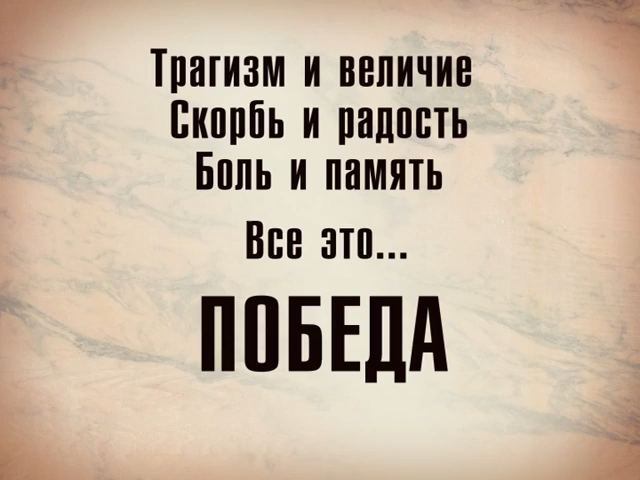 Трагизм и величие
Скорбь и радость
Боль и память
Все это...
ПОБЕДА